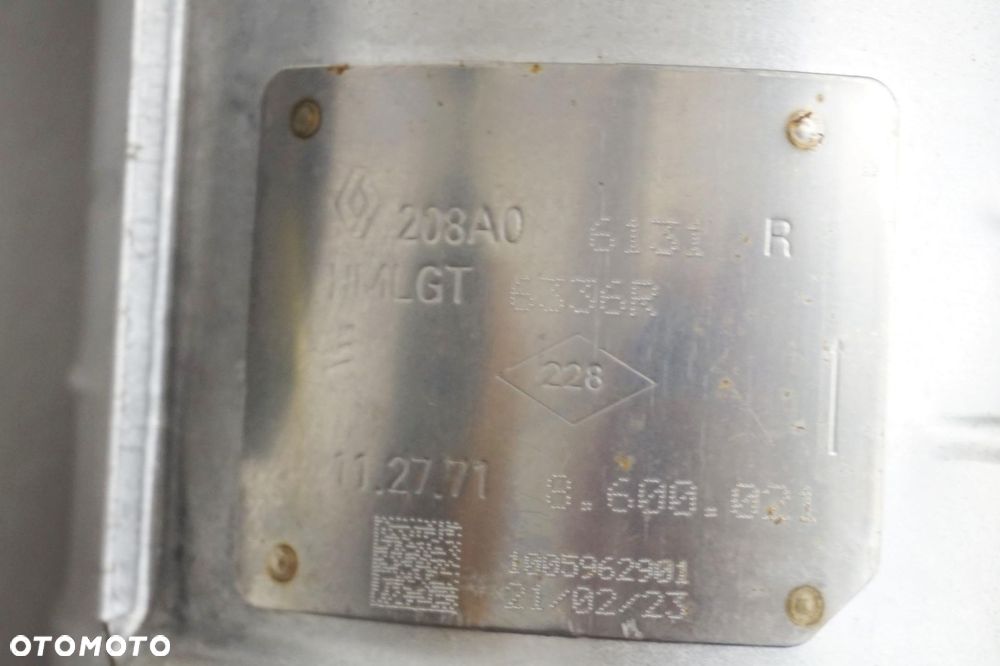 208A0 6131 R
HMLGT 6336R
228
11.27.71 8.600.021
1005962901
21/02/23
OTOMOTO